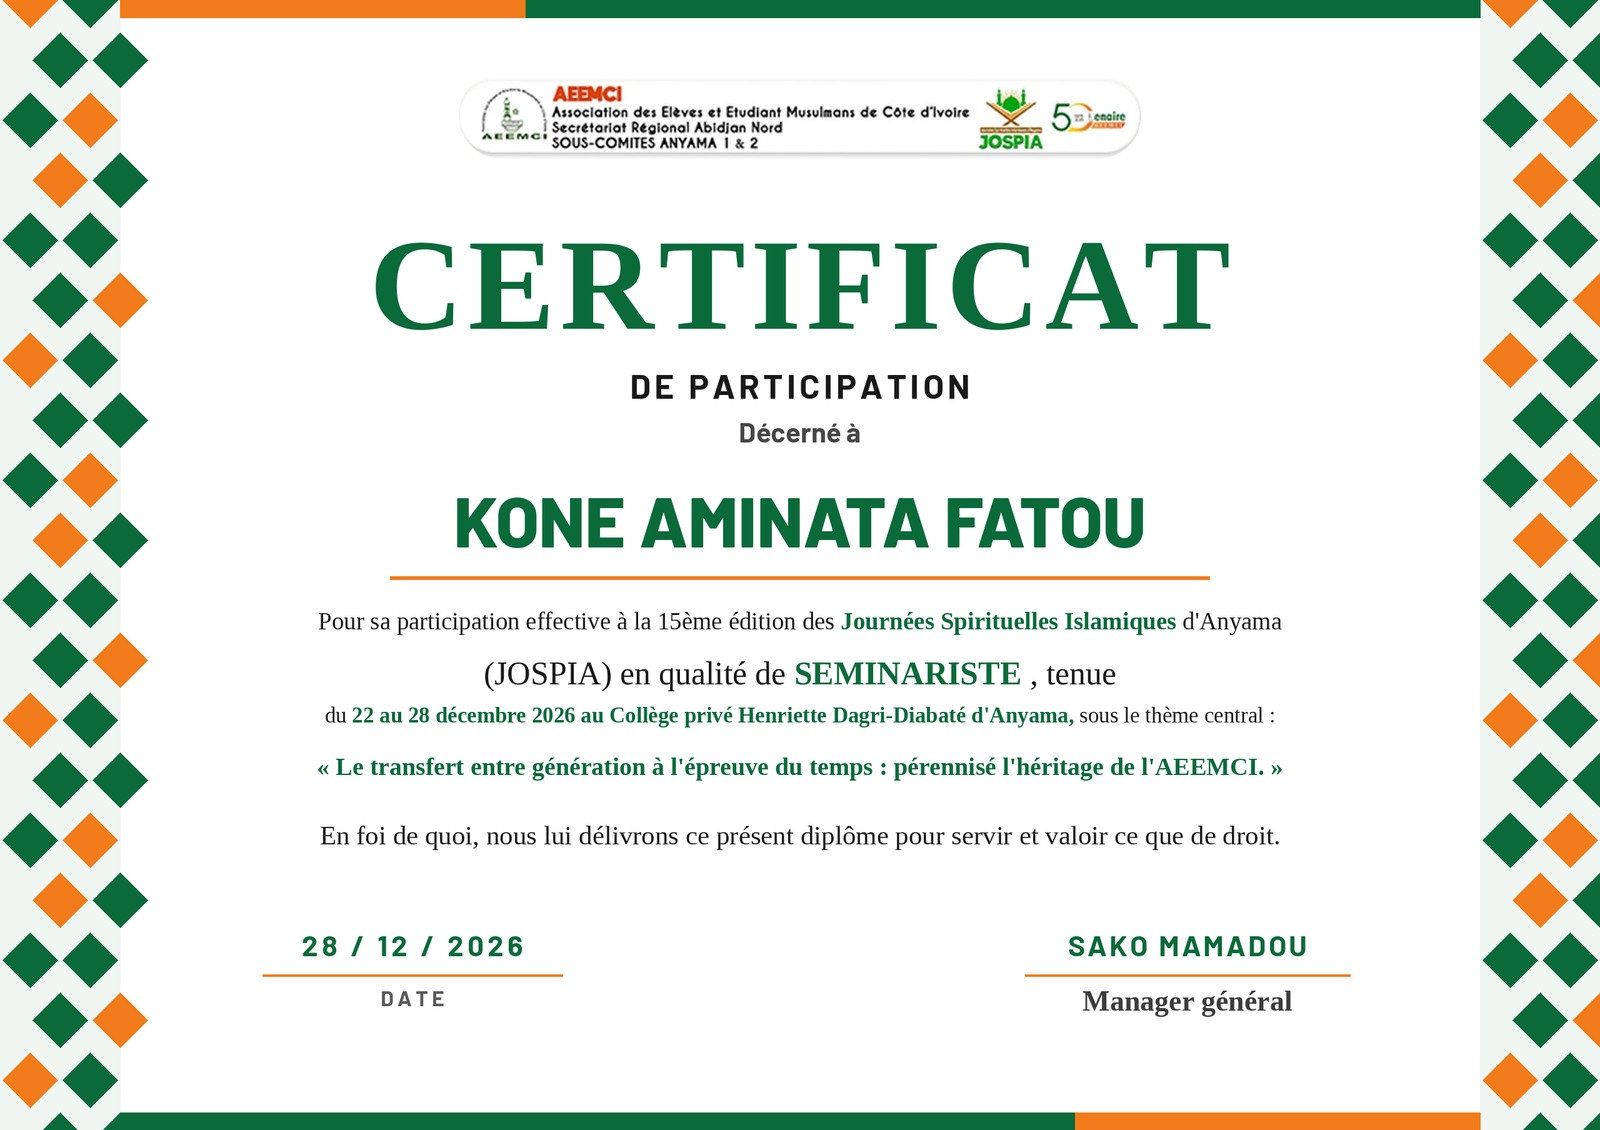 AEEMCI
Association des Elèves et Etudiant Musulmans de Côte d'Ivoire
Secrétariat Régional Abidjan Nord
SOUS-COMITES ANYAMA 1 & 2
AEEMCI
JOSPIA
50 enaire
CERTIFICAT
DE PARTICIPATION
Décerné à
KONE AMINATA FATOU
Pour sa participation effective à la 15ème édition des Journées Spirituelles Islamiques d'Anyama
(JOSPIA) en qualité de SEMINARISTE , tenue
du 22 au 28 décembre 2026 au Collège privé Henriette Dagri-Diabaté d'Anyama, sous le thème central :
« Le transfert entre génération à l'épreuve du temps : pérennisé l'héritage de l'AEEMCI. »
En foi de quoi, nous lui délivrons ce présent diplôme pour servir et valoir ce que de droit.
28 / 12 / 2026
DATE
SAKO MAMADOU
Manager général